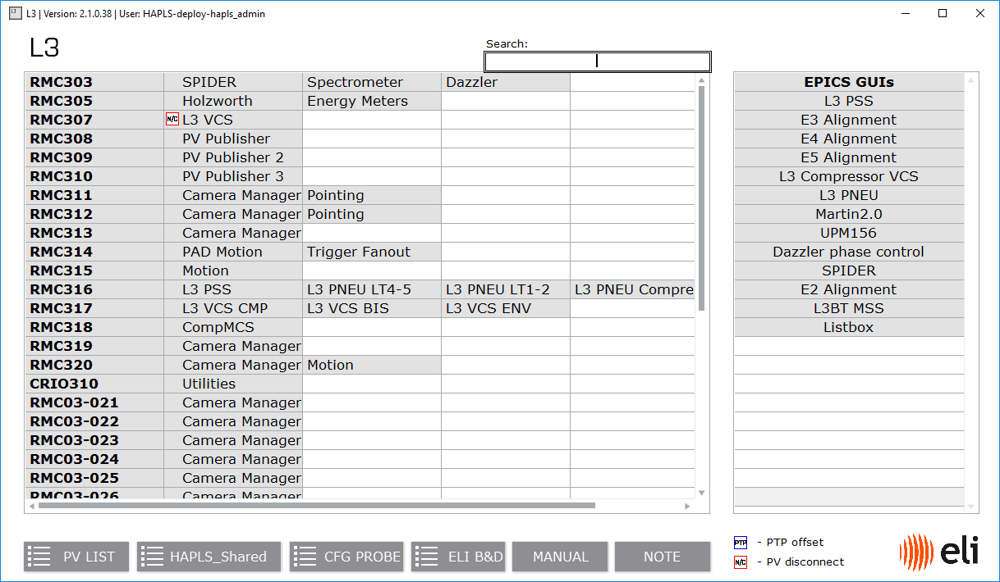 L3 | Version: 2.1.0.38 | User: HAPLS-deploy-hapls_admin
L3
Search:
RMC303 SPIDER Spectrometer Dazzler
RMC305 Holzworth Energy Meters
RMC307 N/C L3 VCS
RMC308 PV Publisher
RMC309 PV Publisher 2
RMC310 PV Publisher 3
RMC311 Camera Manager Pointing
RMC312 Camera Manager Pointing
RMC313 Camera Manager
RMC314 PAD Motion Trigger Fanout
RMC315 Motion
RMC316 L3 PSS L3 PNEU LT4-5 L3 PNEU LT1-2 L3 PNEU Compre
RMC317 L3 VCS CMP L3 VCS BIS L3 VCS ENV
RMC318 CompMCS
RMC319 Camera Manager
RMC320 Camera Manager Motion
CRIO310 Utilities
RMC03-021 Camera Manager
RMC03-022 Camera Manager
RMC03-023 Camera Manager
RMC03-024 Camera Manager
RMC03-025 Camera Manager
RMC03-026 Camera Manager
EPICS GUIs
L3 PSS
E3 Alignment
E4 Alignment
E5 Alignment
L3 Compressor VCS
L3 PNEU
Martin2.0
UPM156
Dazzler phase control
SPIDER
E2 Alignment
L3BT MSS
Listbox
PV LIST HAPLS_Shared CFG PROBE ELI B&D MANUAL NOTE
PTP - PTP offset
N/C - PV disconnect
eli